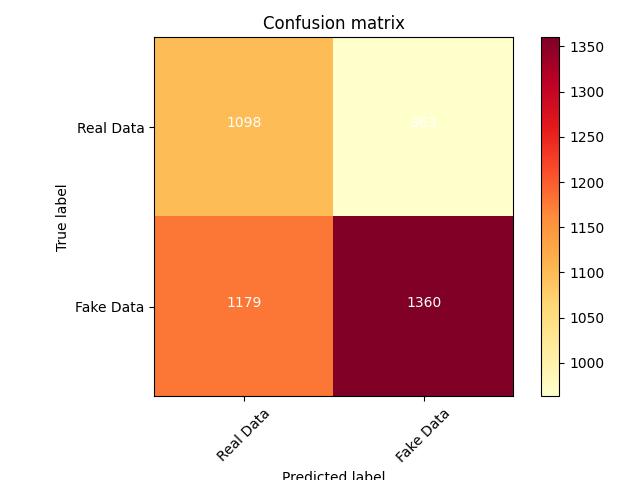 Confusion matrix
Real Data
1098
963
Fake Data
1179
1360
True label
Real Data
Fake Data
Predicted label
1350
1300
1250
1200
1150
1100
1050
1000